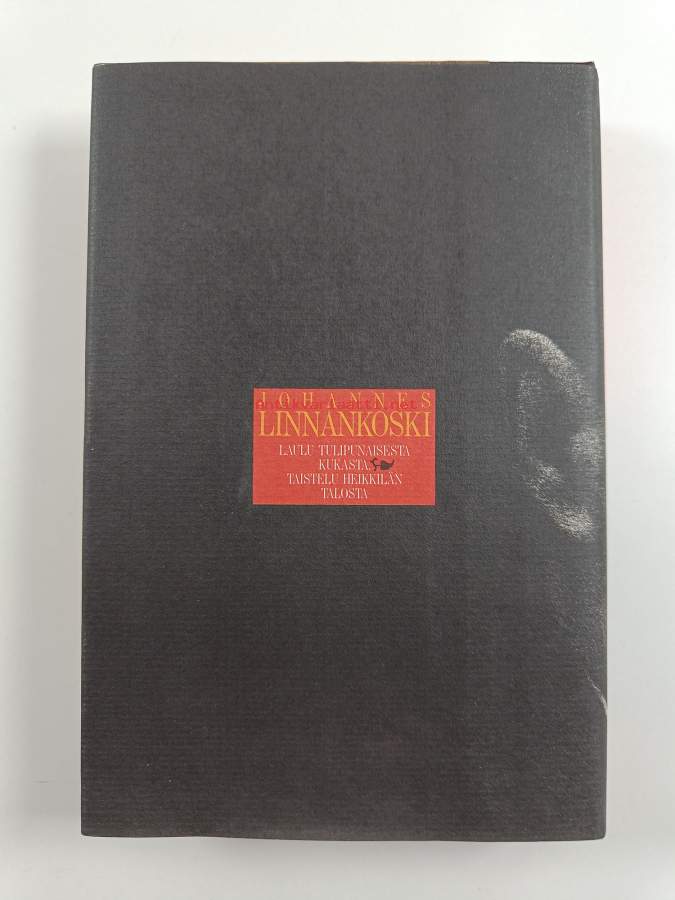 JOHANNES
LINNANKOSKI
LAULU TULIPUNAISESTA
KUKASTA
TAISTELU HEIKKILÄN
TALOSTA